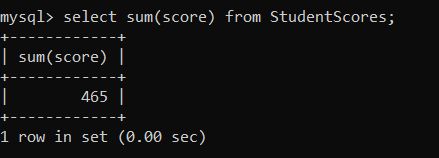 mysql> select sum(score) from StudentScores;
+------------+
| sum(score) |
+------------+
|        465 |
+------------+
1 row in set (0.00 sec)